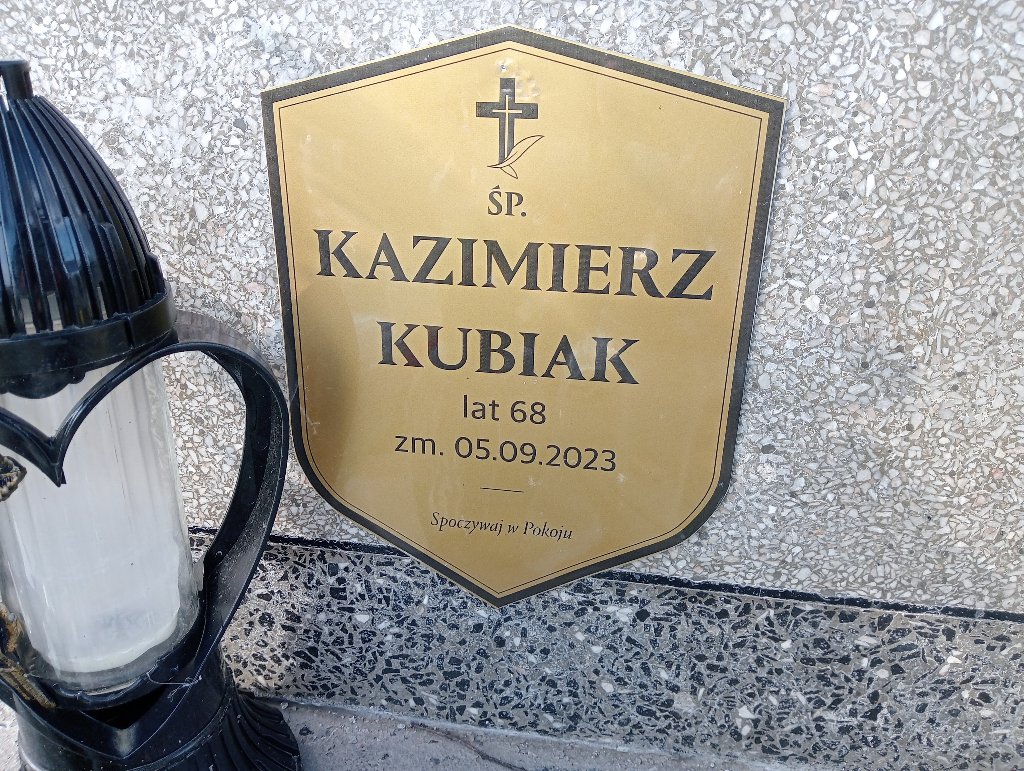 ŚP.
KAZIMIERZ
KUBIAK
lat 68
zm. 05.09.2023
Spoczywaj w Pokoju